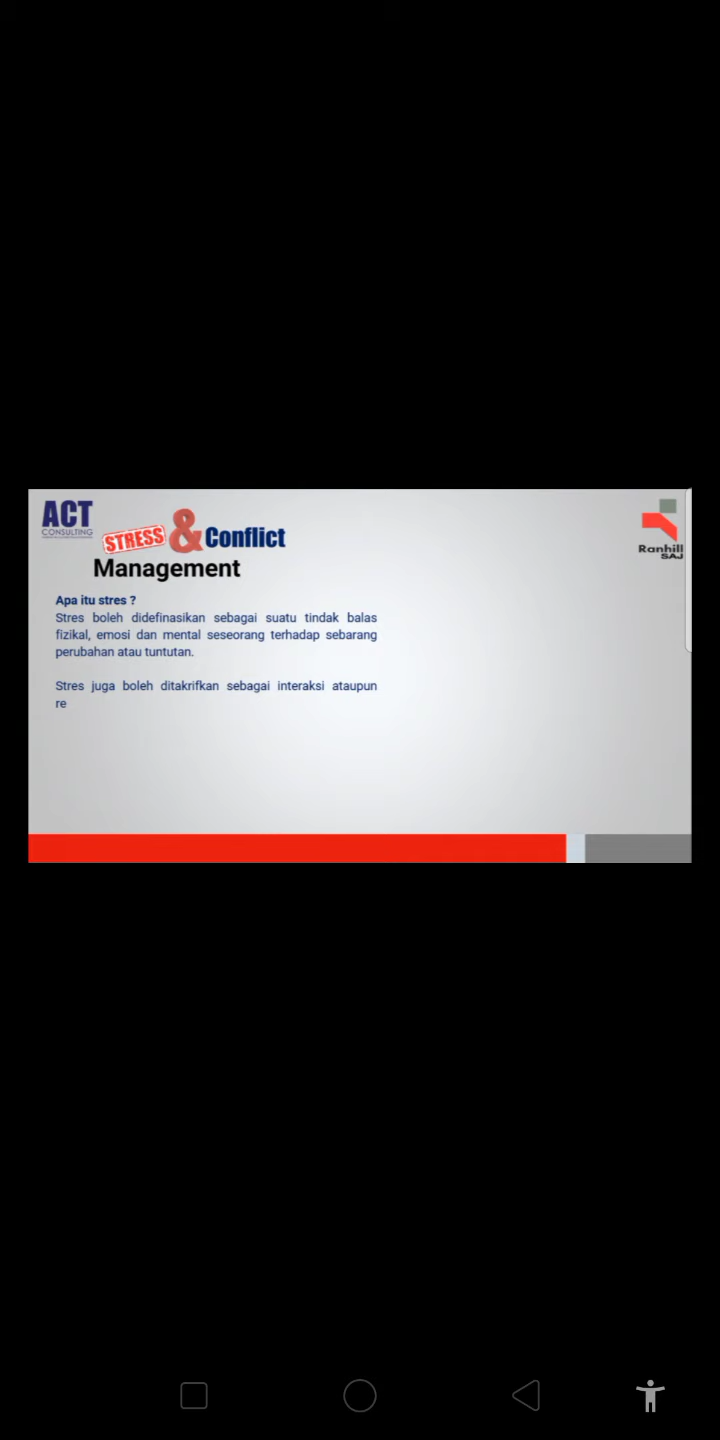 ACT
CONSULTING
STRESS & Conflict
Management
Ranhill
SAJ
Apa itu stres ?
Stres boleh didefinasikan sebagai suatu tindak balas
fizikal, emosi dan mental seseorang terhadap sebarang
perubahan atau tuntutan.
Stres juga boleh ditakrifkan sebagai interaksi ataupun
re